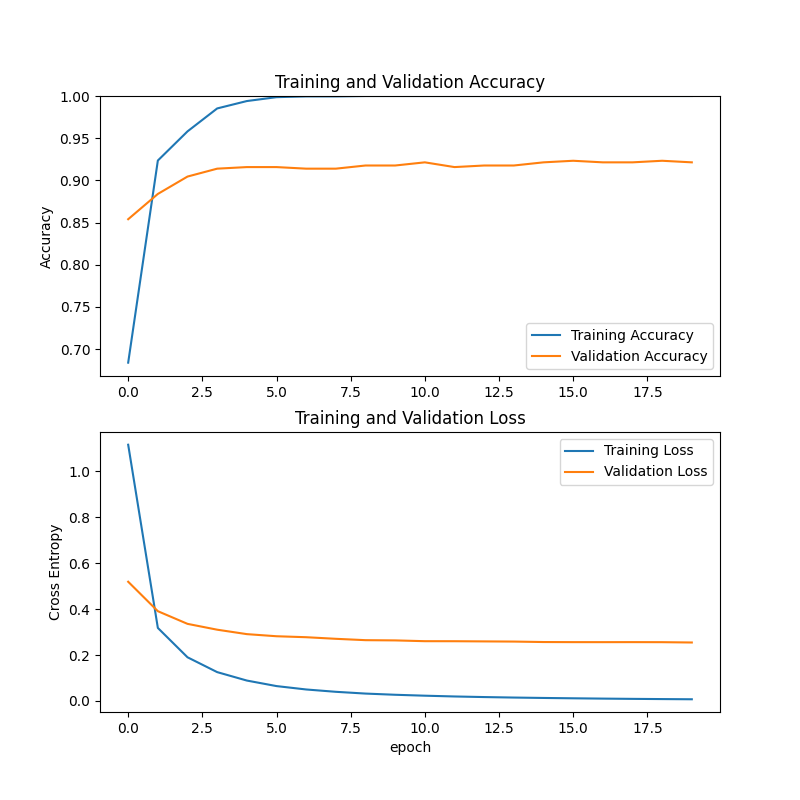 Training and Validation Accuracy
Accuracy
1.00
0.95
0.90
0.85
0.80
0.75
0.70
Training Accuracy
Validation Accuracy
0.0 2.5 5.0 7.5 10.0 12.5 15.0 17.5
Training and Validation Loss
Cross Entropy
1.0
0.8
0.6
0.4
0.2
0.0
Training Loss
Validation Loss
0.0 2.5 5.0 7.5 10.0 12.5 15.0 17.5
epoch